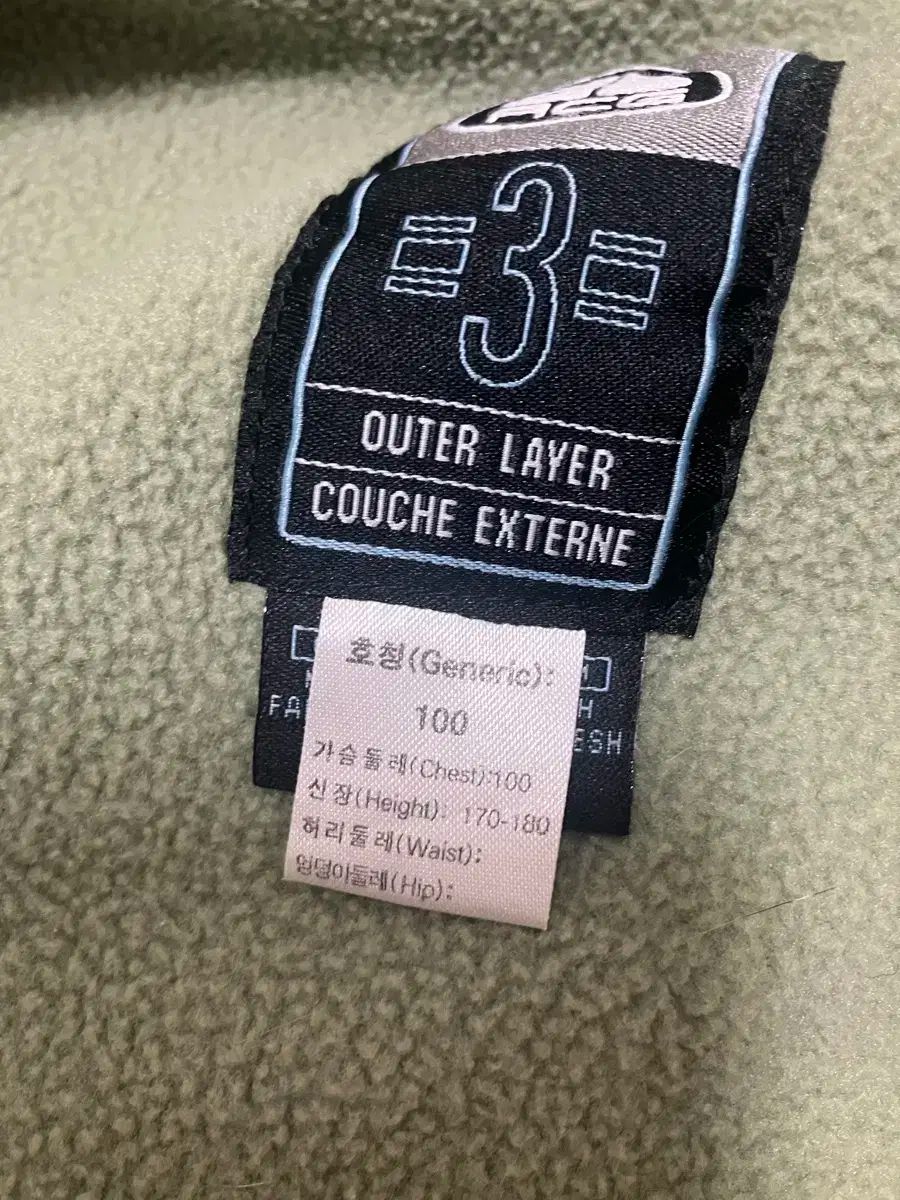 ACG
3
OUTER LAYER
COUCHE EXTERNE
호칭(Generic):
100
가슴둘레(Chest):100
신장(Height): 170-180
허리둘레(Waist):
엉덩이둘레(Hip):